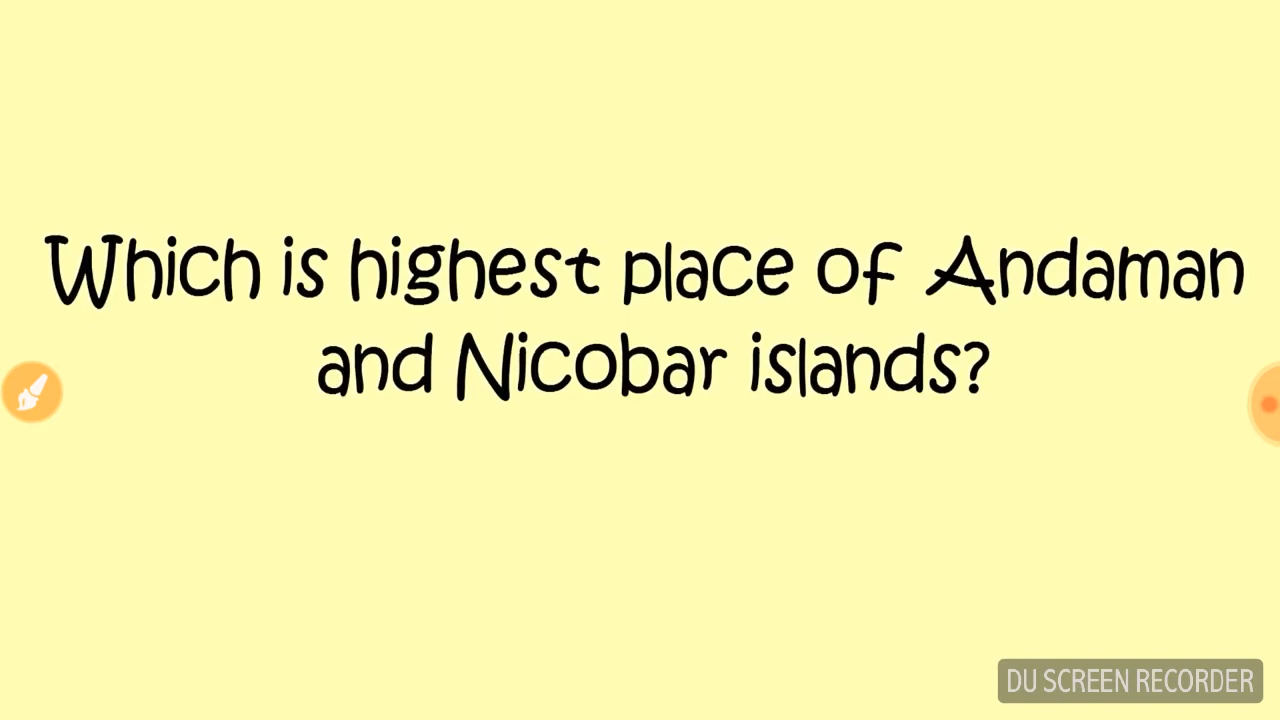 Which is highest place of Andaman
and Nicobar islands?
DU SCREEN RECORDER